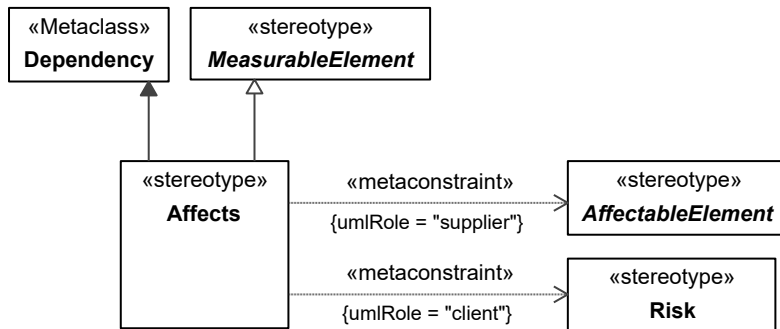 «Metaclass»
Dependency
«stereotype»
MeasurableElement
«stereotype»
Affects
«metaconstraint»
{umlRole = "supplier"}
«stereotype»
AffectableElement
«metaconstraint»
{umlRole = "client"}
«stereotype»
Risk